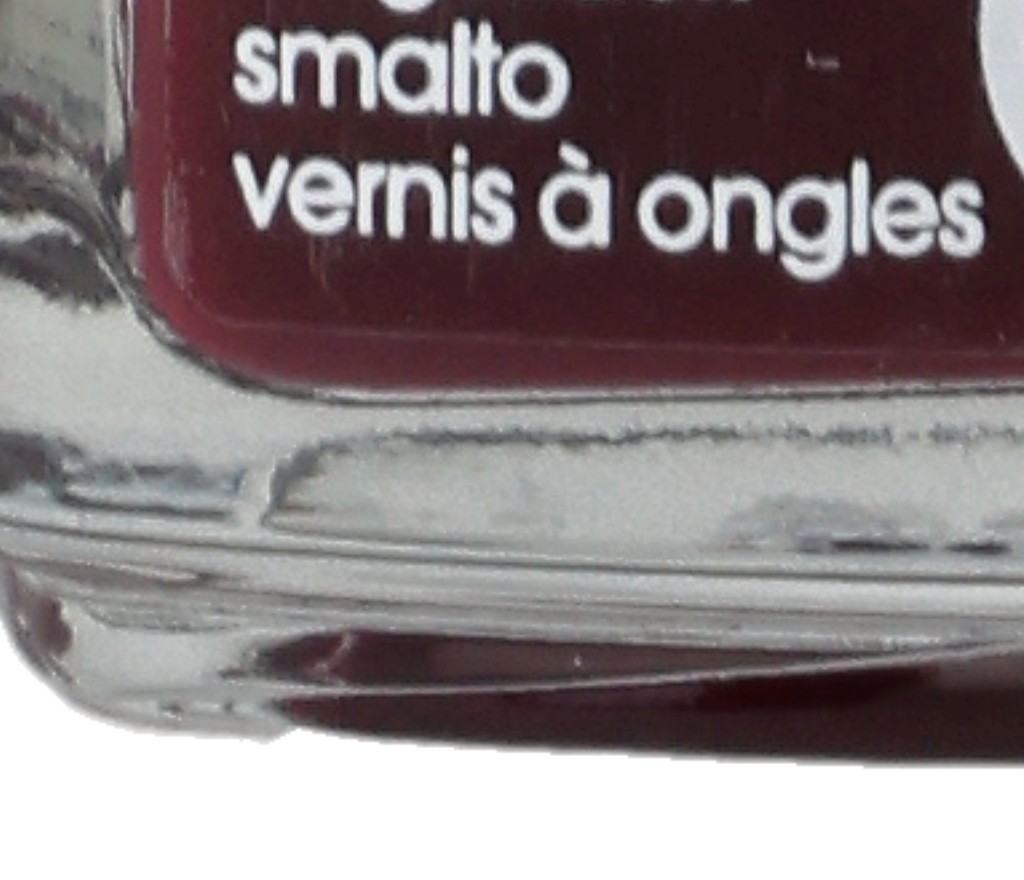 smalto
vernis à ongles